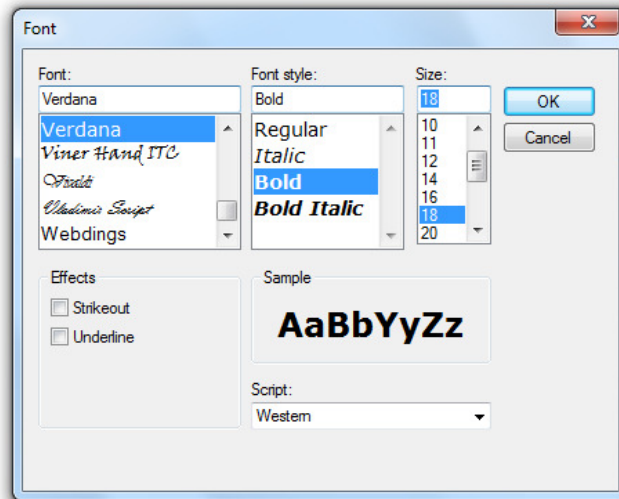 Font
Font:
Verdana
Verdana
Viner Hand ITC
Vivaldi
Vladimir Script
Webdings
Font style:
Bold
Regular
Italic
Bold
Bold Italic
Size:
18
10
11
12
14
16
18
20
OK
Cancel
Effects
Strikeout
Underline
Sample
AaBbYyZz
Script:
Western